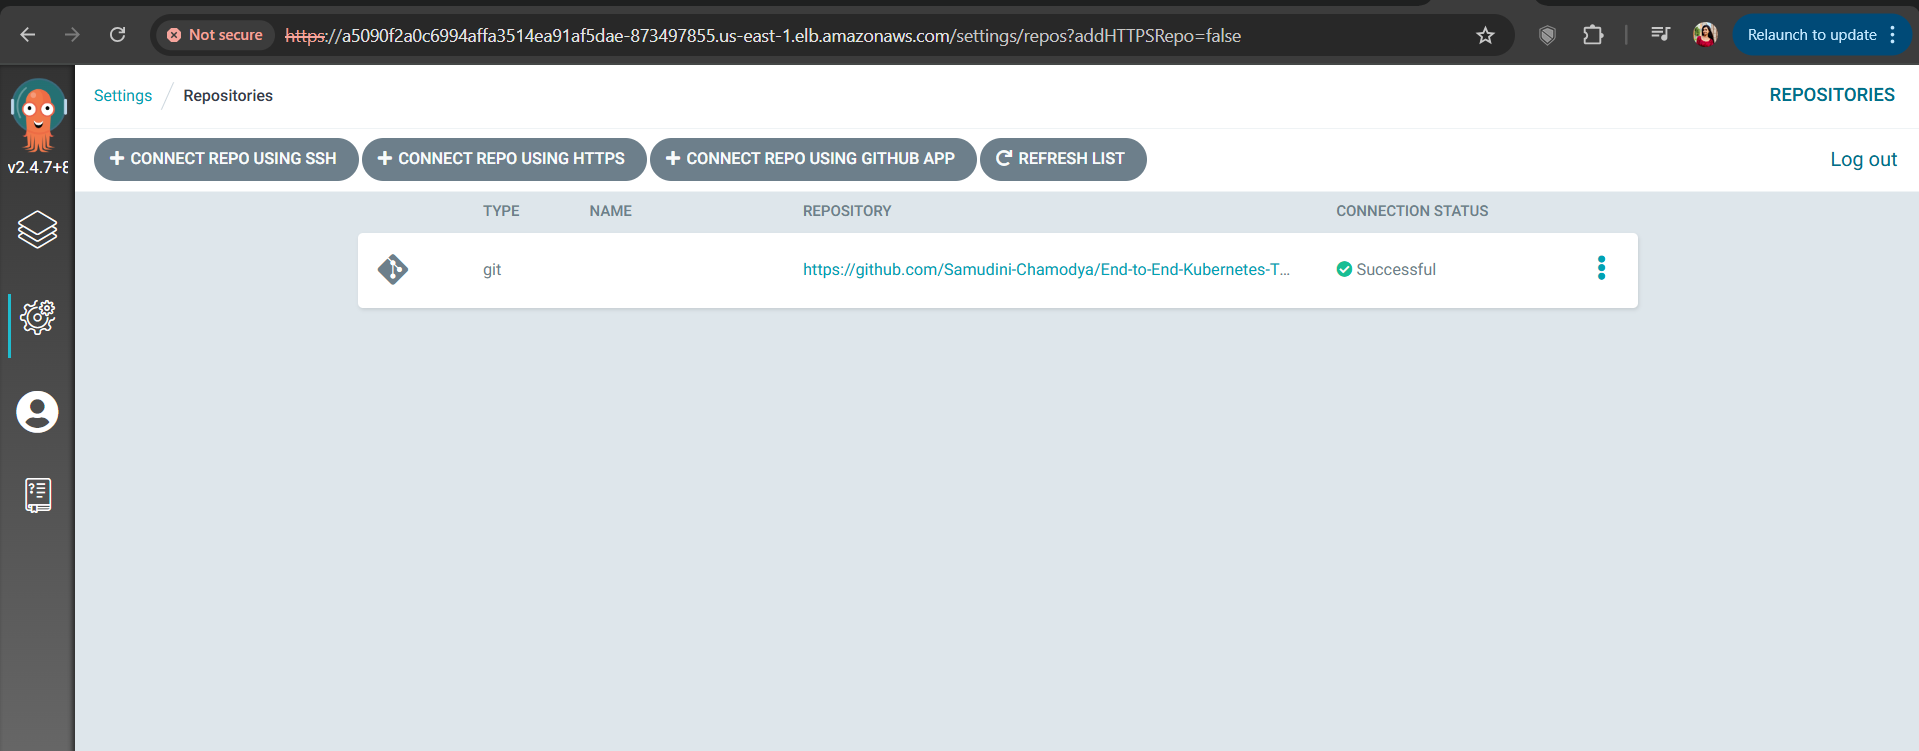 Not secure https://a5090f2a0c6994affa3514ea91af5dae-873497855.us-east-1.elb.amazonaws.com/settings/repos?addHTTPSRepo=false Relaunch to update
Settings / Repositories REPOSITORIES
+ CONNECT REPO USING SSH + CONNECT REPO USING HTTPS + CONNECT REPO USING GITHUB APP REFRESH LIST Log out
v2.4.7+8
TYPE NAME REPOSITORY CONNECTION STATUS
git https://github.com/Samudini-Chamodya/End-to-End-Kubernetes-T... Successful